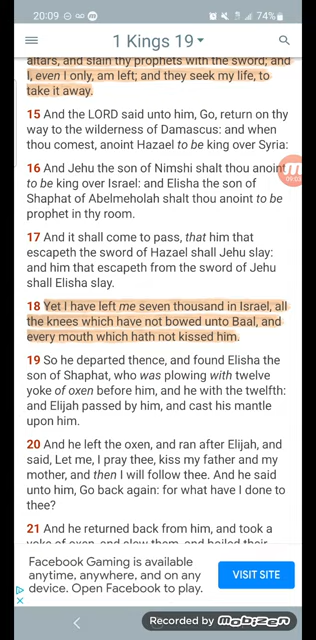 20:09
74%
1 Kings 19
altars, and slain thy prophets with the sword; and
I, even I only, am left; and they seek my life, to
take it away.
15 And the LORD said unto him, Go, return on thy
way to the wilderness of Damascus: and when
thou comest, anoint Hazael to be king over Syria:
16 And Jehu the son of Nimshi shalt thou anoint
to be king over Israel: and Elisha the son of
Shaphat of Abelmeholah shalt thou anoint to be
prophet in thy room.
09:03
17 And it shall come to pass, that him that
escapeth the sword of Hazael shall Jehu slay:
and him that escapeth from the sword of Jehu
shall Elisha slay.
18 Yet I have left me seven thousand in Israel, all
the knees which have not bowed unto Baal, and
every mouth which hath not kissed him.
19 So he departed thence, and found Elisha the
son of Shaphat, who was plowing with twelve
yoke of oxen before him, and he with the twelfth:
and Elijah passed by him, and cast his mantle
upon him.
20 And he left the oxen, and ran after Elijah, and
said, Let me, I pray thee, kiss my father and my
mother, and then I will follow thee. And he said
unto him, Go back again: for what have I done to
thee?
21 And he returned back from him, and took a
yoke of oxen, and slew them, and boiled their
Facebook Gaming is available
anytime, anywhere, and on any
device. Open Facebook to play.
VISIT SITE
Recorded by mobizen